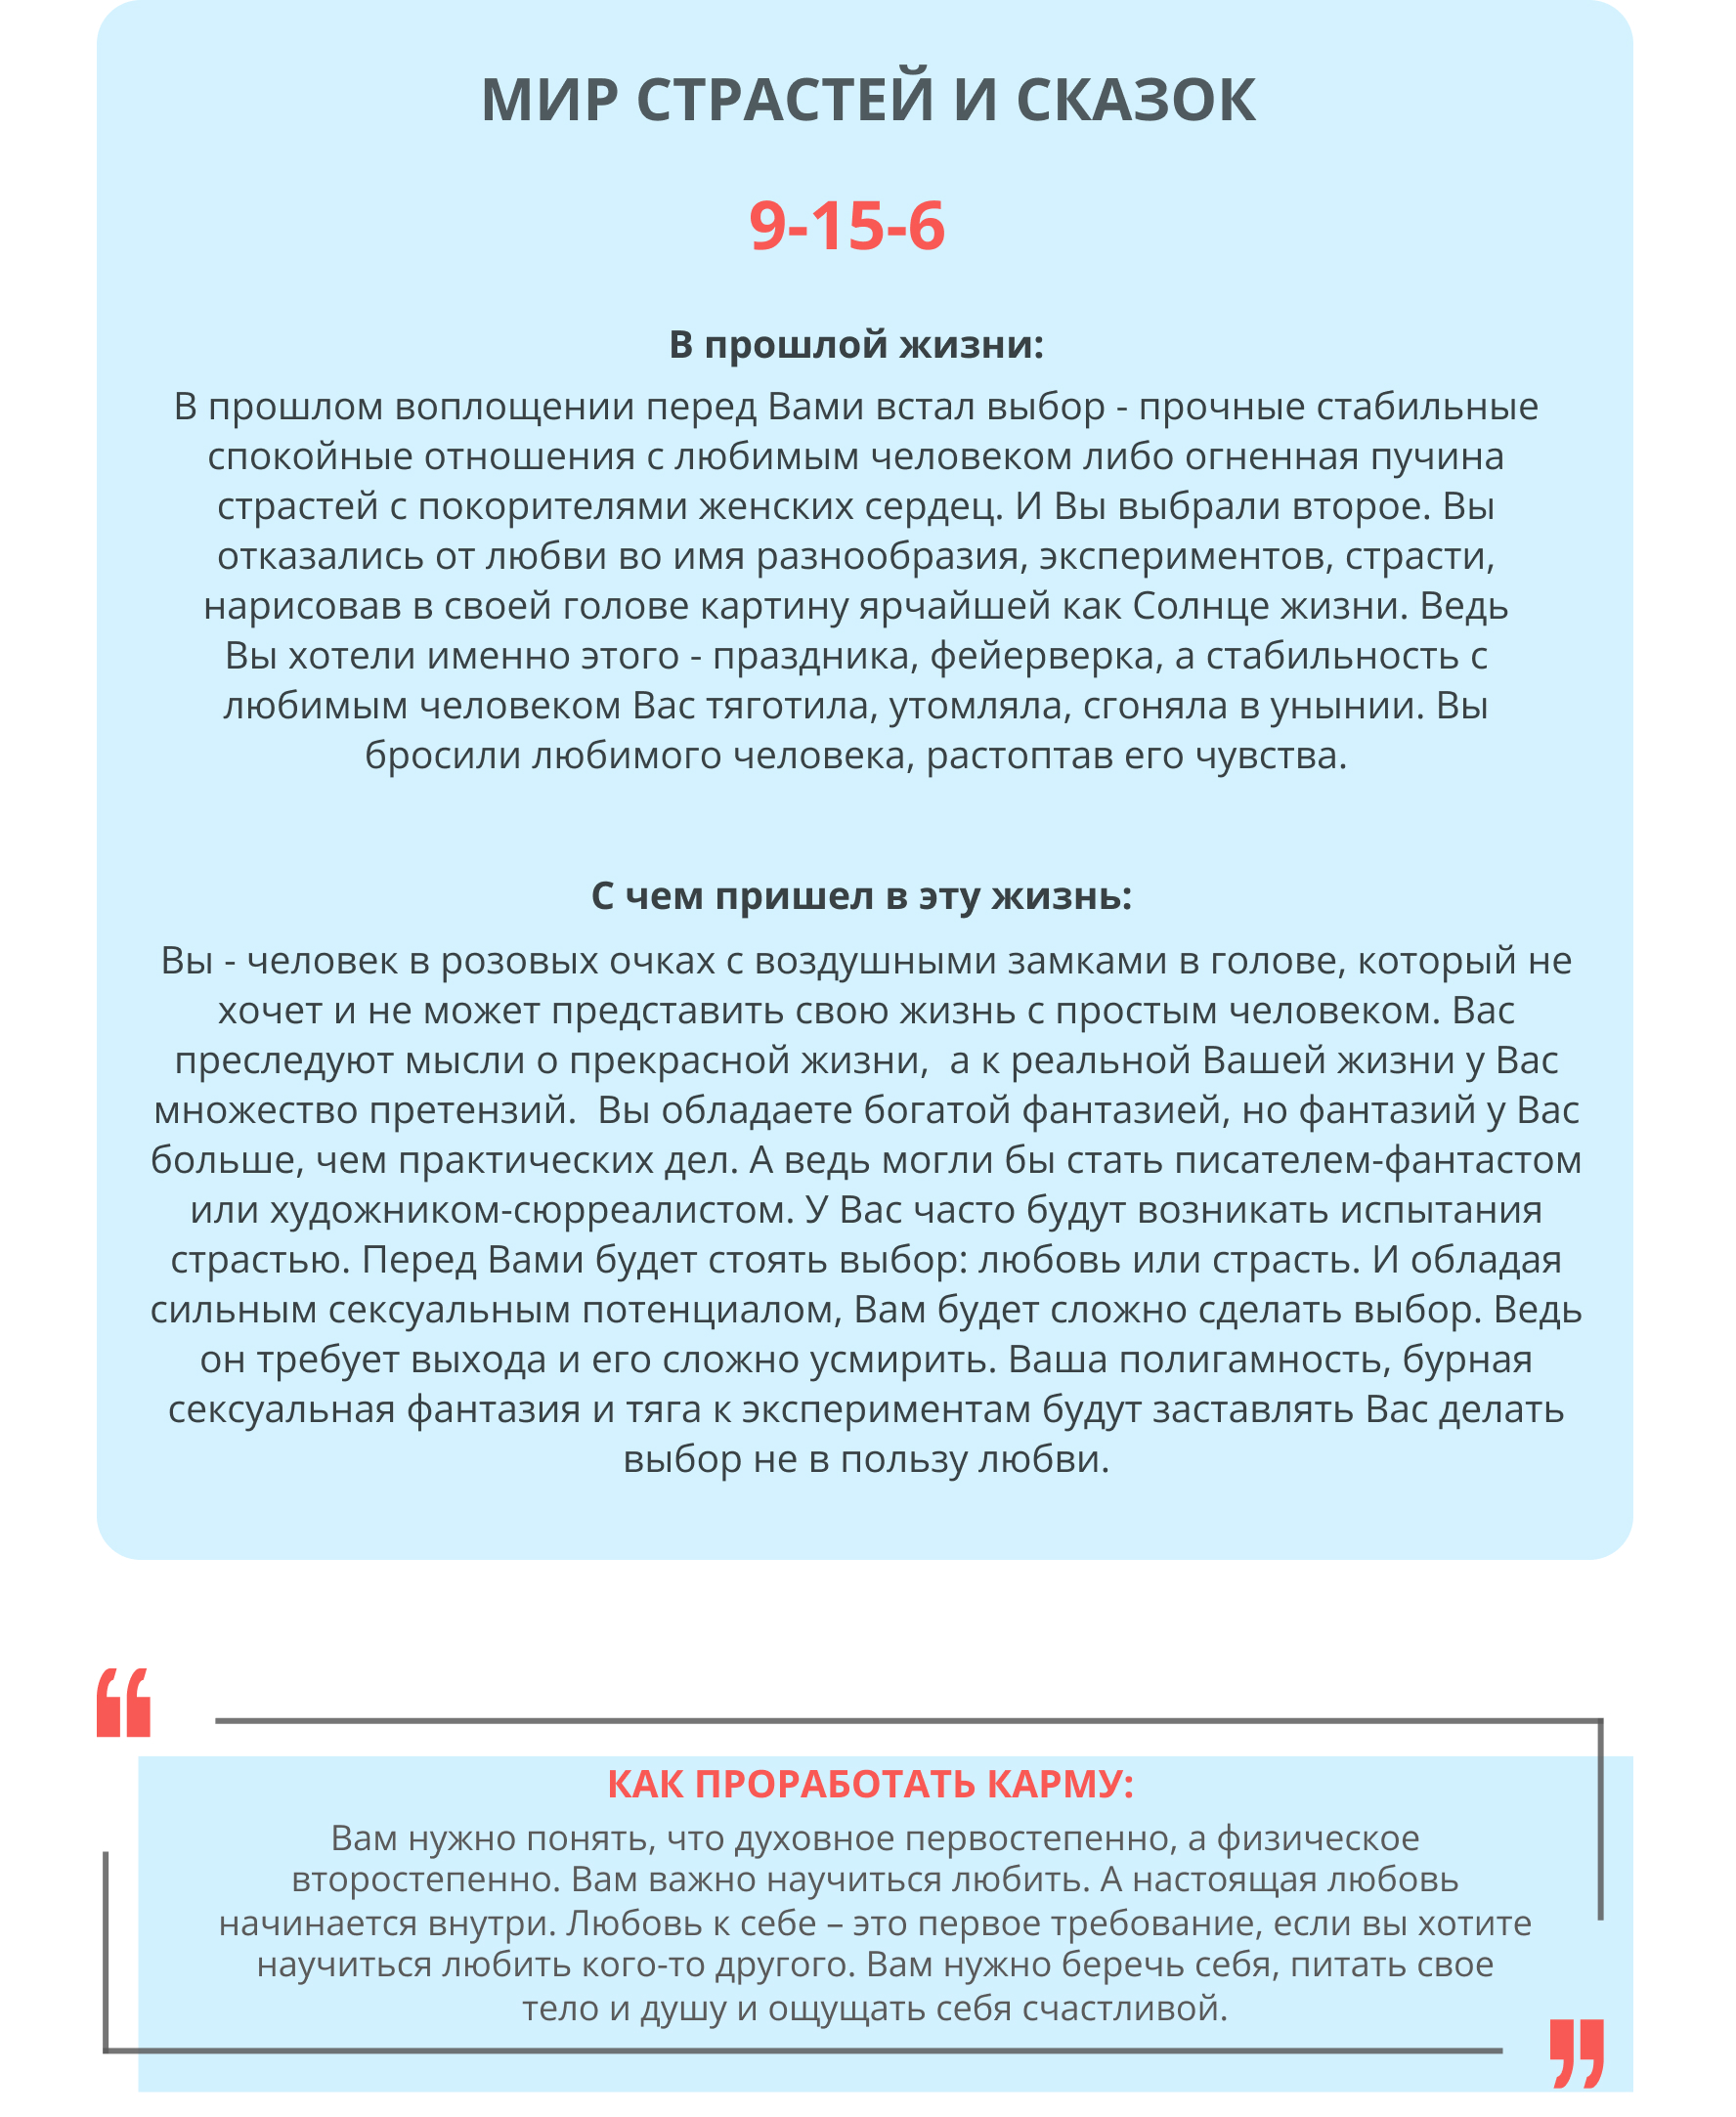 МИР СТРАСТЕЙ И СКАЗОК
9-15-6
В прошлой жизни:
В прошлом воплощении перед Вами встал выбор - прочные стабильные
спокойные отношения с любимым человеком либо огненная пучина
страстей с покорителями женских сердец. И Вы выбрали второе. Вы
отказались от любви во имя разнообразия, экспериментов, страсти,
нарисовав в своей голове картину ярчайшей как Солнце жизни. Ведь
Вы хотели именно этого - праздника, фейерверка, а стабильность с
любимым человеком Вас тяготила, утомляла, сгоняла в унынии. Вы
бросили любимого человека, растоптав его чувства.
С чем пришел в эту жизнь:
Вы - человек в розовых очках с воздушными замками в голове, который не
хочет и не может представить свою жизнь с простым человеком. Вас
преследуют мысли о прекрасной жизни,  а к реальной Вашей жизни у Вас
множество претензий.  Вы обладаете богатой фантазией, но фантазий у Вас
больше, чем практических дел. А ведь могли бы стать писателем-фантастом
или художником-сюрреалистом. У Вас часто будут возникать испытания
страстью. Перед Вами будет стоять выбор: любовь или страсть. И обладая
сильным сексуальным потенциалом, Вам будет сложно сделать выбор. Ведь
он требует выхода и его сложно усмирить. Ваша полигамность, бурная
сексуальная фантазия и тяга к экспериментам будут заставлять Вас делать
выбор не в пользу любви.
КАК ПРОРАБОТАТЬ КАРМУ:
Вам нужно понять, что духовное первостепенно, а физическое
второстепенно. Вам важно научиться любить. А настоящая любовь
начинается внутри. Любовь к себе – это первое требование, если вы хотите
научиться любить кого-то другого. Вам нужно беречь себя, питать свое
тело и душу и ощущать себя счастливой.